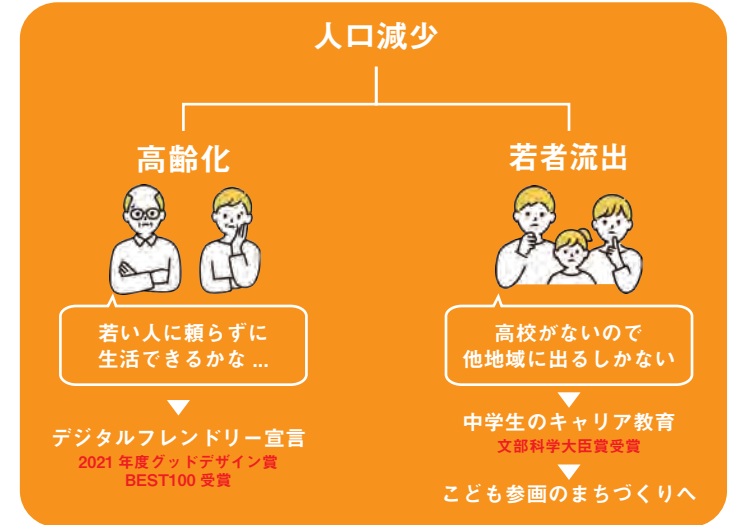 人口減少
高齢化
若い人に頼らずに
生活できるかな ...
デジタルフレンドリー宣言
2021 年度グッドデザイン賞
BEST100 受賞
若者流出
高校がないので
他地域に出るしかない
中学生のキャリア教育
文部科学大臣賞受賞
こども参画のまちづくりへ